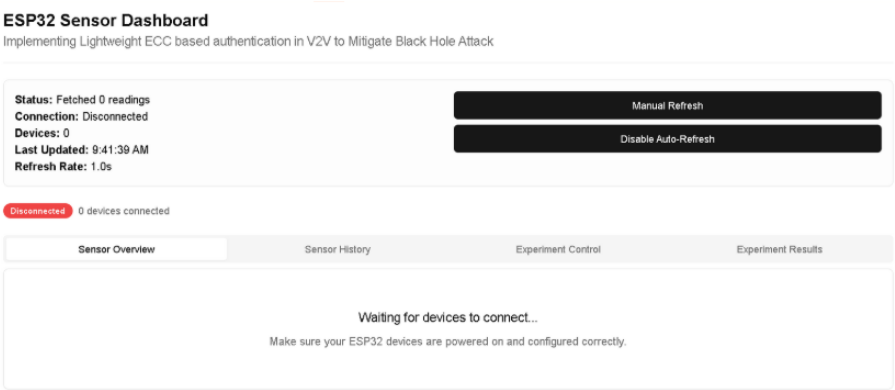 ESP32 Sensor Dashboard
Implementing Lightweight ECC based authentication in V2V to Mitigate Black Hole Attack
Status: Fetched 0 readings
Connection: Disconnected
Devices: 0
Last Updated: 9:41:39 AM
Refresh Rate: 1.0s
Manual Refresh
Disable Auto-Refresh
Disconnected 0 devices connected
Sensor Overview Sensor History Experiment Control Experiment Results
Waiting for devices to connect...
Make sure your ESP32 devices are powered on and configured correctly.